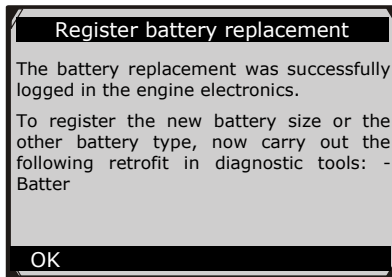 Register battery replacement
The battery replacement was successfully
logged in the engine electronics.
To register the new battery size or the
other battery type, now carry out the
following retrofit in diagnostic tools: -
Batter
OK